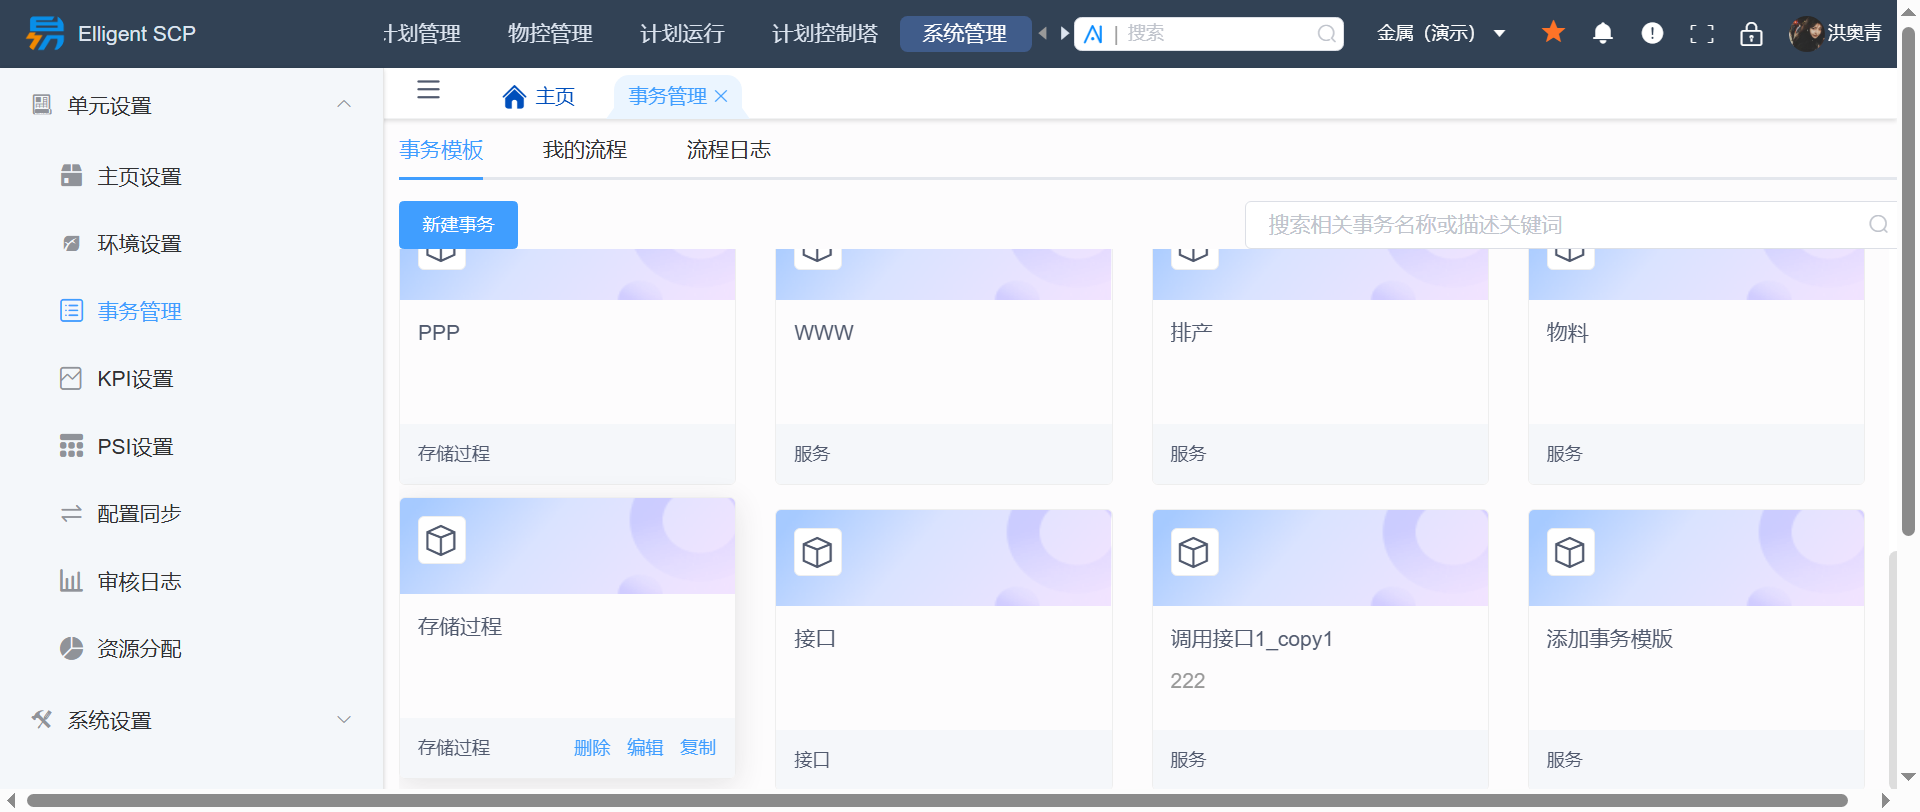 Elligent SCP
计划管理
物控管理
计划运行
计划控制塔
系统管理
AI | 搜索
金属（演示）
洪奥青
单元设置
主页设置
环境设置
事务管理
KPI设置
PSI设置
配置同步
审核日志
资源分配
系统设置
主页
事务管理
事务模板
我的流程
流程日志
新建事务
搜索相关事务名称或描述关键词
PPP
WWW
排产
物料
存储过程
服务
服务
服务
存储过程
接口
调用接口1_copy1
添加事务模版
222
存储过程 删除 编辑 复制
接口
服务
服务